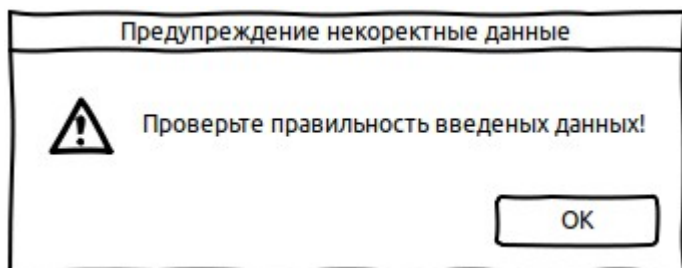 Предупреждение некоректные данные
Проверьте правильность введеных данных!
OK